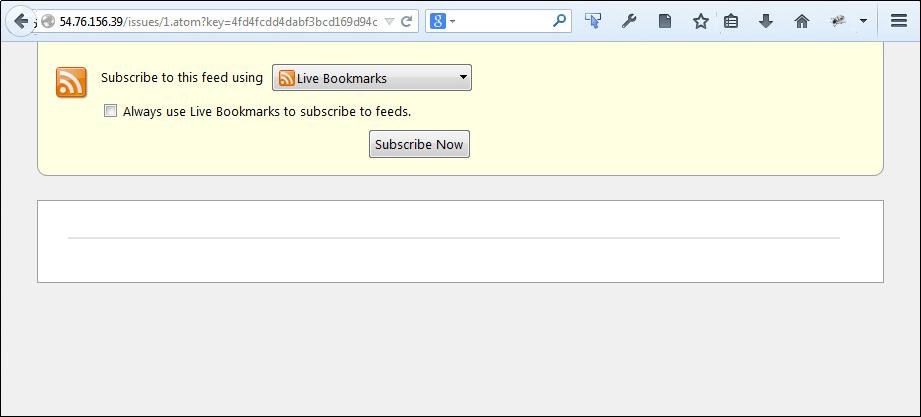 54.76.156.39/issues/1.atom?key=4fd4fcdd4dabf3bcd169d94c
Subscribe to this feed using Live Bookmarks
Always use Live Bookmarks to subscribe to feeds.
Subscribe Now